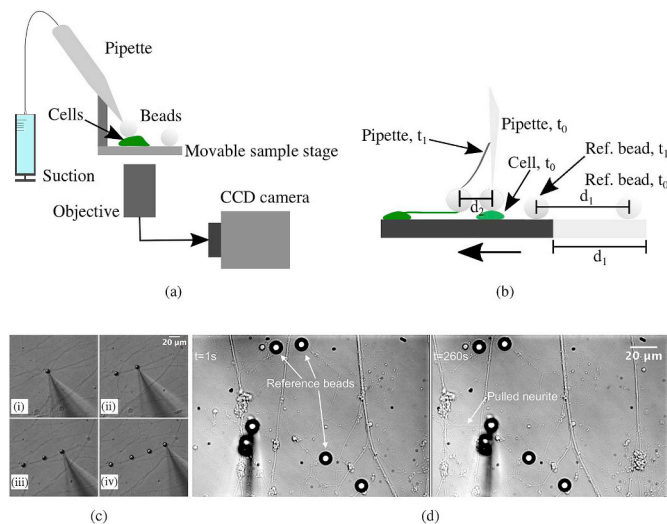 Pipette
Cells
Beads
Movable sample stage
Suction
Objective
CCD camera
(a)
Pipette, t1
Pipette, t0
Cell, t0
Ref. bead, t1
Ref. bead, t0
d2
d1
d1
(b)
20 μm
(i)
(ii)
(iii)
(iv)
(c)
t=1s
Reference beads
t=260s
20 μm
Pulled neurite
(d)